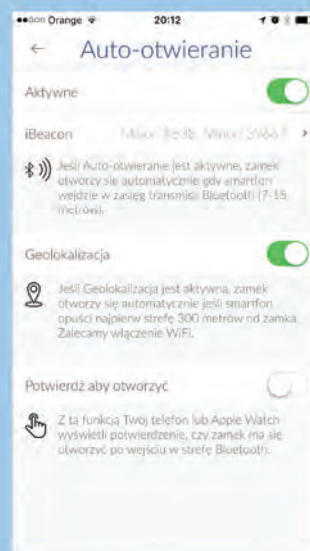 Orange 20:12
Auto-otwieranie
Aktywne
iBeacon Major: Minor:
Jeśli Auto-otwieranie jest aktywne, zamek
otworzy się automatycznie gdy smartfon
wejdzie w zasięg transmisji Bluetooth (7-15
metrów).
Geolokalizacja
Jeśli Geolokalizacja jest aktywna, zamek
otworzy się automatycznie jeśli smartfon
opuści najpierw strefę 300 metrów od zamka.
Zalecamy włączenie WiFi.
Potwierdź aby otworzyć
Z tą funkcją Twój telefon lub Apple Watch
wyświetli potwierdzenie, czy zamek ma się
otworzyć po wejściu w strefę Bluetooth.